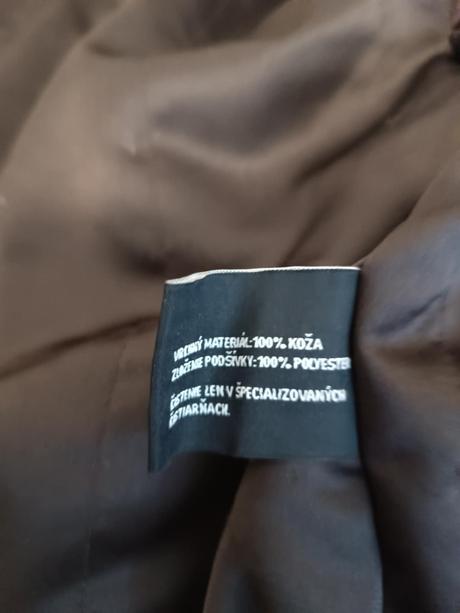 VRCHNÝ MATERIÁL:100% KOŽA
ZLOŽENIE PODŠÍVKY:100% POLYESTER
ČISTENIE LEN V ŠPECIALIZOVANÝCH
ČISTIARŇACH.